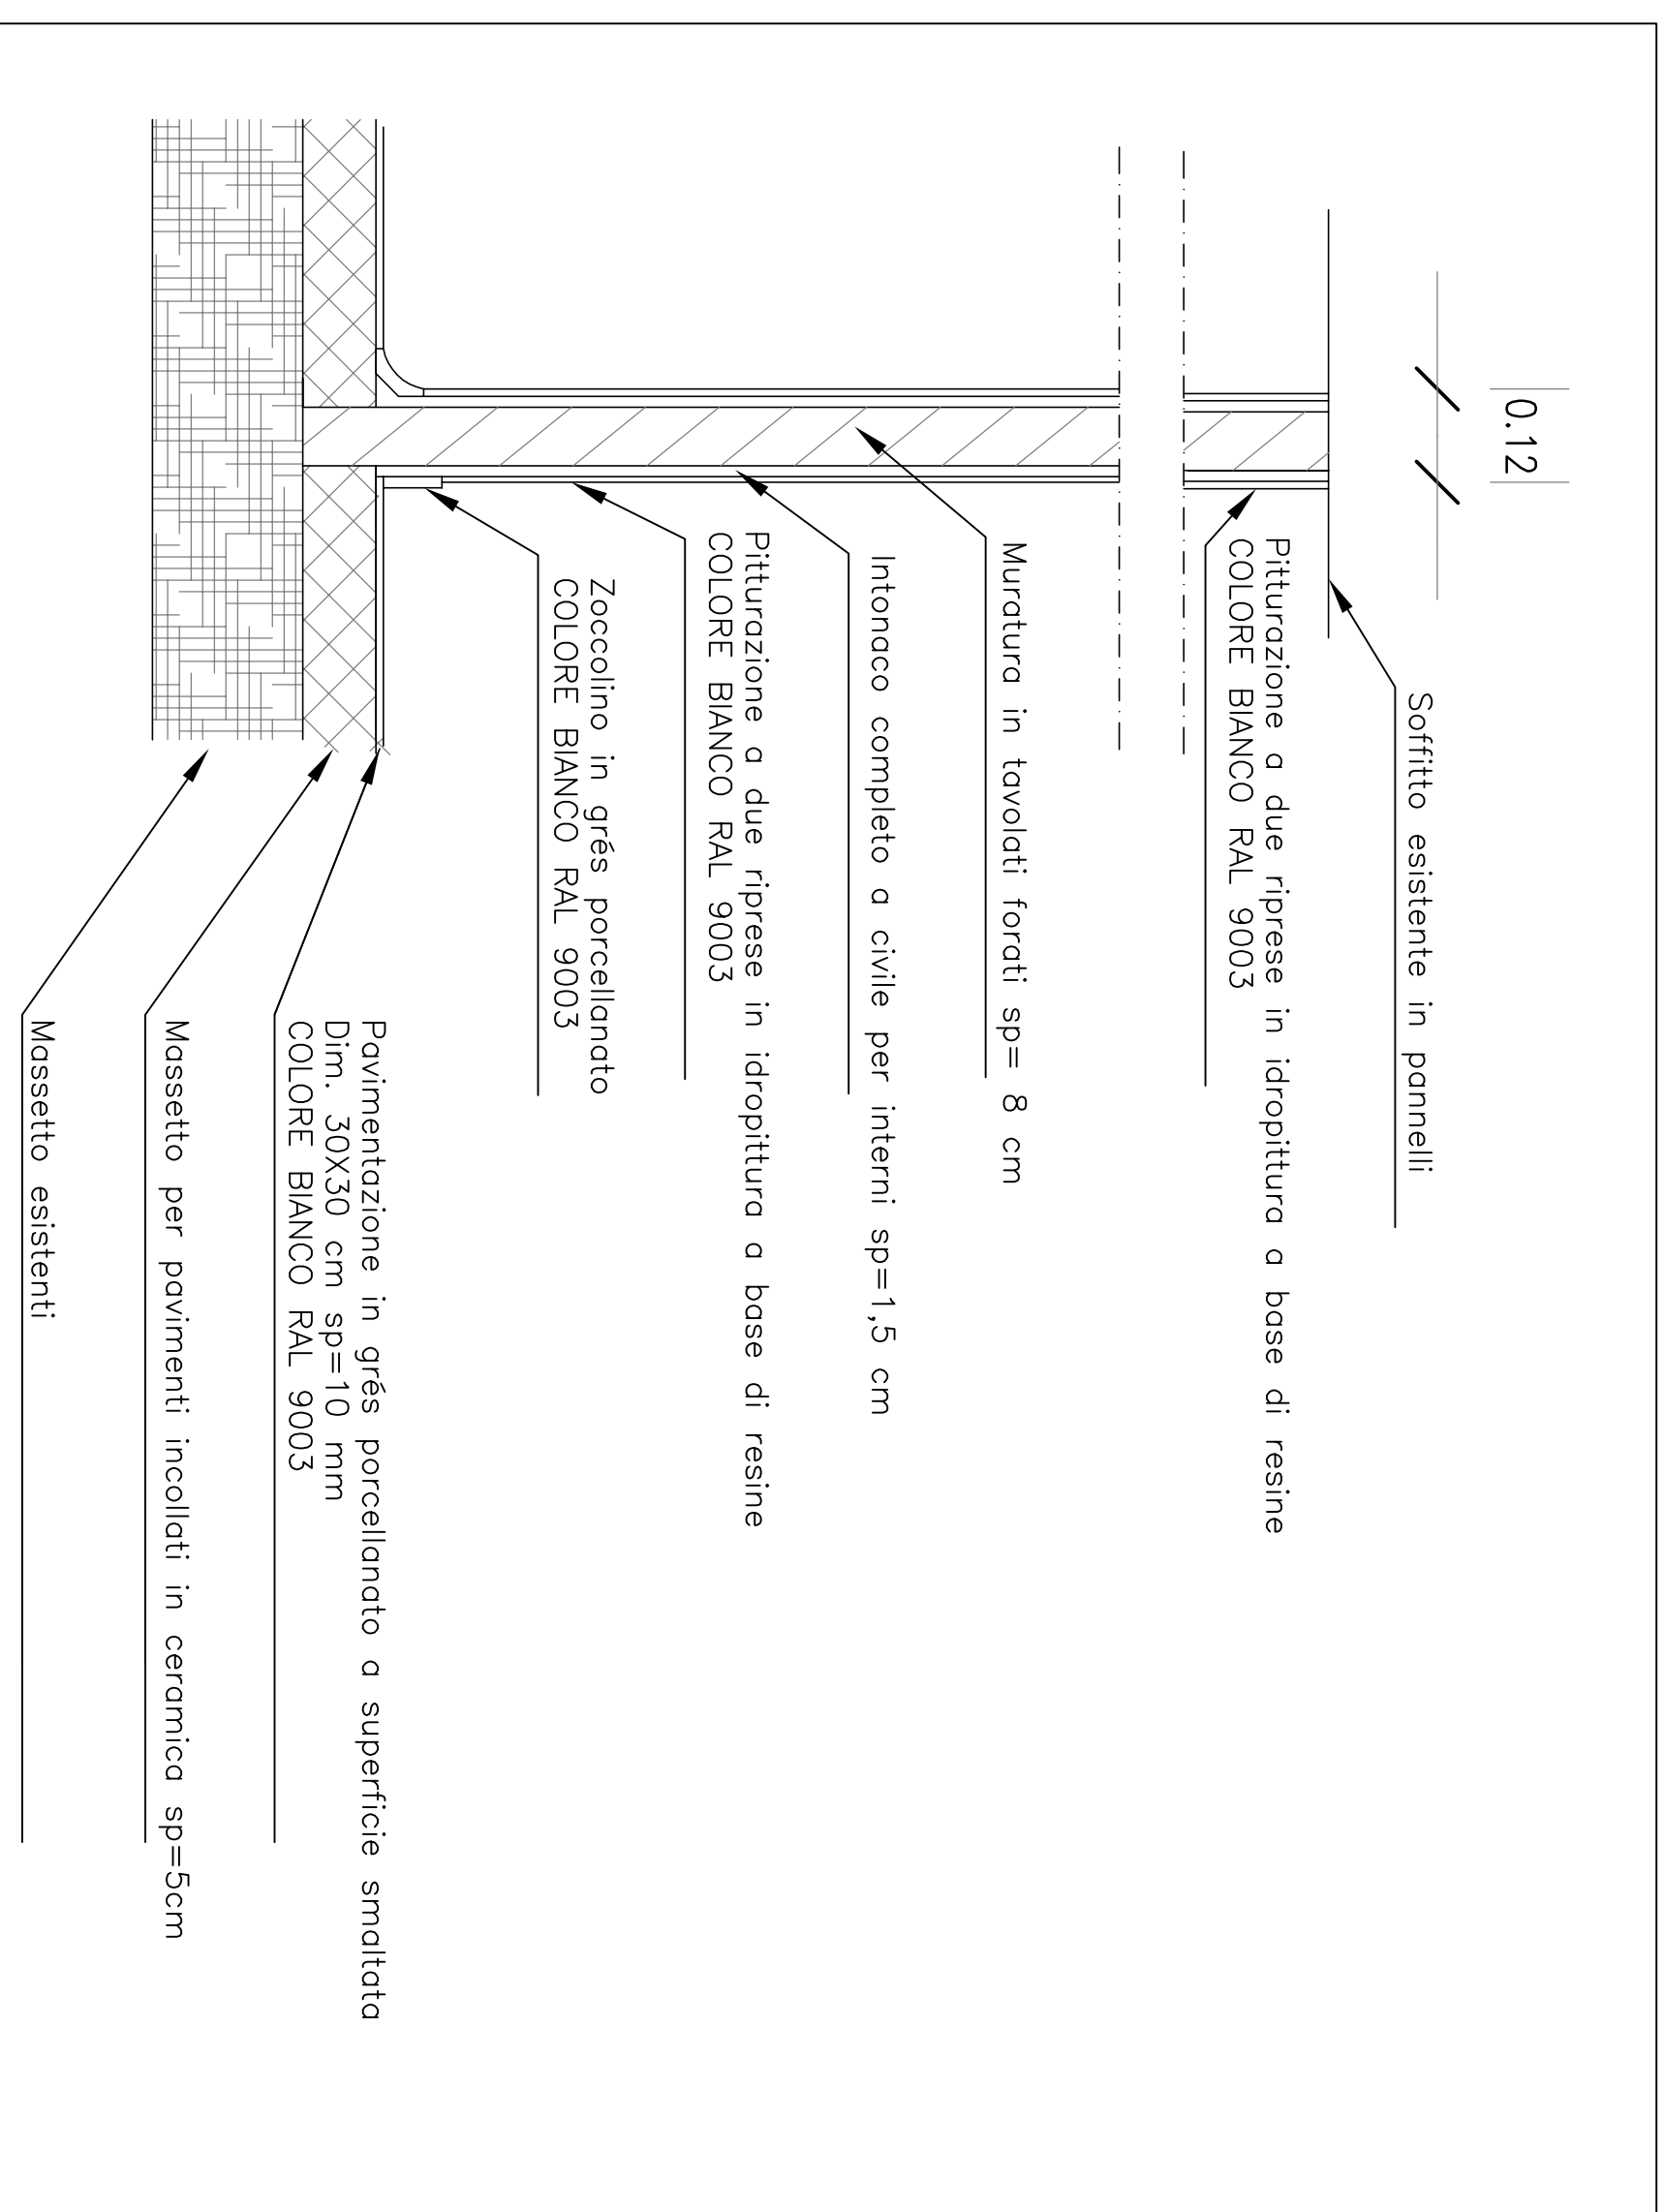 0.12
Soffitto esistente in pannelli
Pitturazione a due riprese in idropittura a base di resine
COLORE BIANCO RAL 9003
Muratura in tavolati forati sp= 8 cm
Intonaco completo a civile per interni sp=1,5 cm
Pitturazione a due riprese in idropittura a base di resine
COLORE BIANCO RAL 9003
Zoccolino in grés porcellanato
COLORE BIANCO RAL 9003
Pavimentazione in grés porcellanato a superficie smaltata
Dim. 30X30 cm sp=10 mm
COLORE BIANCO RAL 9003
Massetto per pavimenti incollati in ceramica sp=5cm
Massetto esistenti